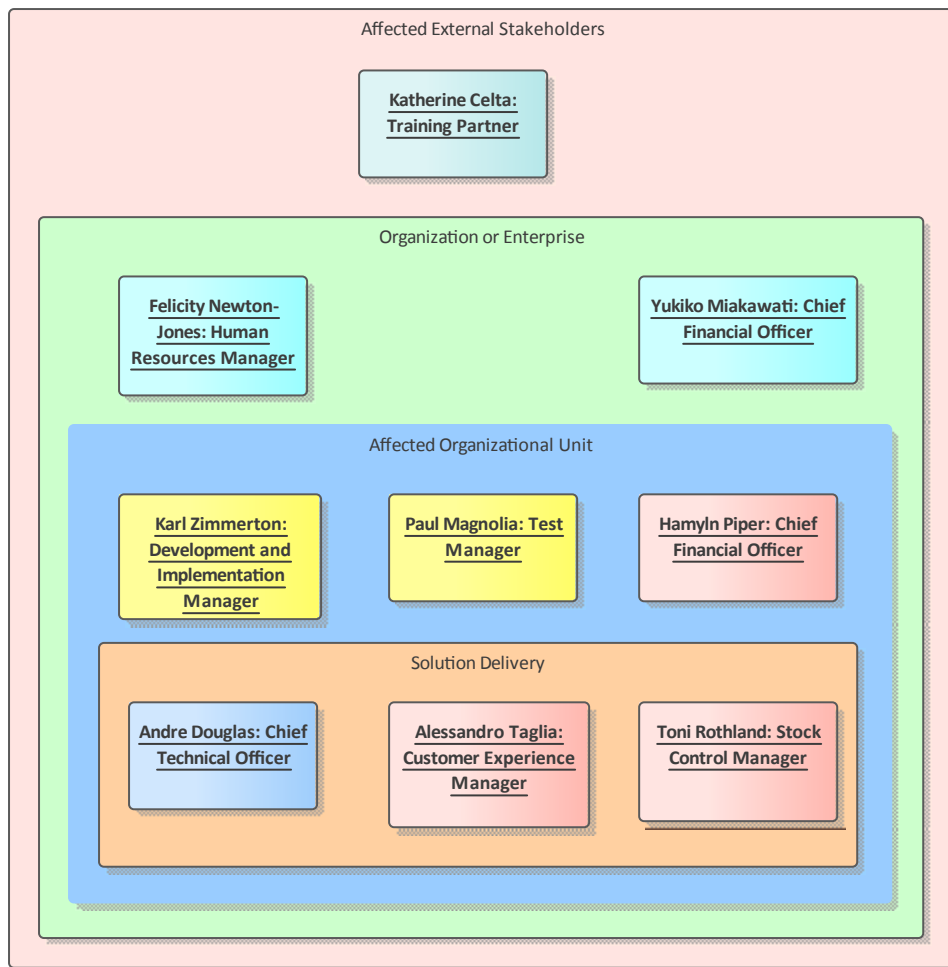 Affected External Stakeholders
Katherine Celta:
Training Partner
Organization or Enterprise
Felicity Newton-
Jones: Human
Resources Manager
Yukiko Miakawati: Chief
Financial Officer
Affected Organizational Unit
Karl Zimmerton:
Development and
Implementation
Manager
Paul Magnolia: Test
Manager
Hamyln Piper: Chief
Financial Officer
Solution Delivery
Andre Douglas: Chief
Technical Officer
Alessandro Taglia:
Customer Experience
Manager
Toni Rothland: Stock
Control Manager